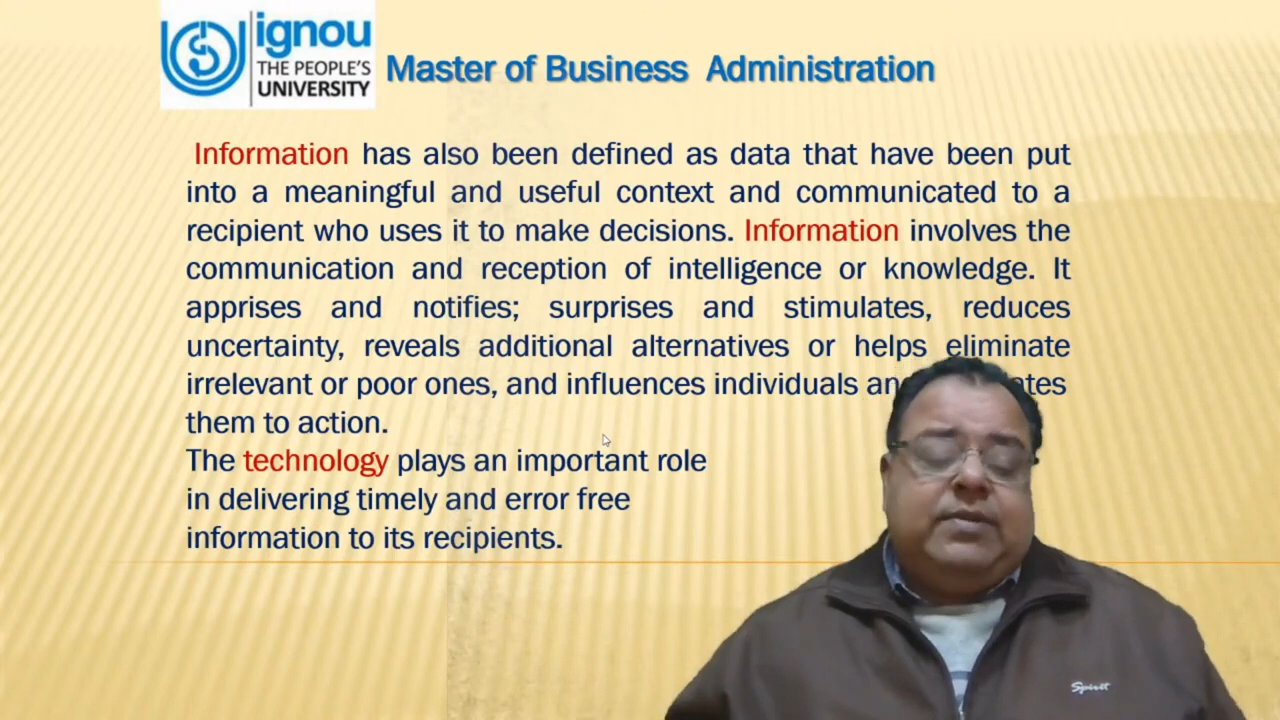 ignou
THE PEOPLE'S
UNIVERSITY
Master of Business Administration
Information has also been defined as data that have been put
into a meaningful and useful context and communicated to a
recipient who uses it to make decisions. Information involves the
communication and reception of intelligence or knowledge. It
apprises and notifies; surprises and stimulates, reduces
uncertainty, reveals additional alternatives or helps eliminate
irrelevant or poor ones, and influences individuals
them to action.
The technology plays an important role
in delivering timely and error free
information to its recipients.
Spirit